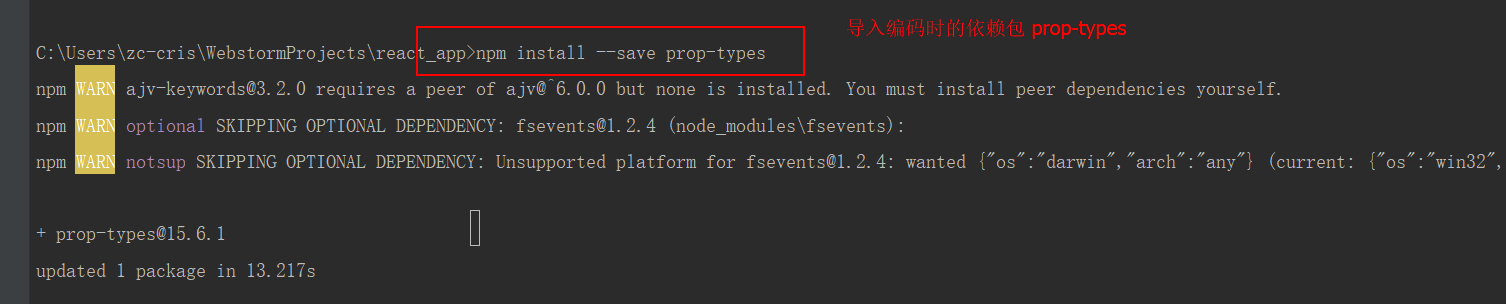 导入编码时的依赖包 prop-types
C:\Users\zc-cris\WebstormProjects\react_app>npm install --save prop-types
npm WARN ajv-keywords@3.2.0 requires a peer of ajv@^6.0.0 but none is installed. You must install peer dependencies yourself.
npm WARN optional SKIPPING OPTIONAL DEPENDENCY: fsevents@1.2.4 (node_modules\fsevents):
npm WARN notsup SKIPPING OPTIONAL DEPENDENCY: Unsupported platform for fsevents@1.2.4: wanted {"os":"darwin","arch":"any"} (current: {"os":"win32",
+ prop-types@15.6.1
updated 1 package in 13.217s